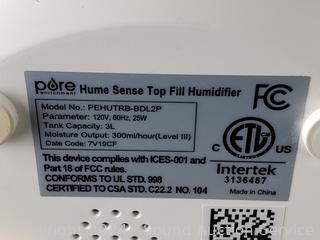 pure enrichment Hume Sense Top Fill Humidifier
FC
Model No.: PEHUTRB-BDL2P
Parameter: 120V, 60Hz, 25W
Tank Capacity: 3L
Moisture Output: 300ml/hour(Level III)
Date Code: 7V19CF
C ETL US
LISTED
Intertek
3136487
This device complies with ICES-001 and
Part 18 of FCC rules.
CONFORMS TO UL STD. 998
CERTIFIED TO CSA STD. C22.2 NO. 104
Made in China